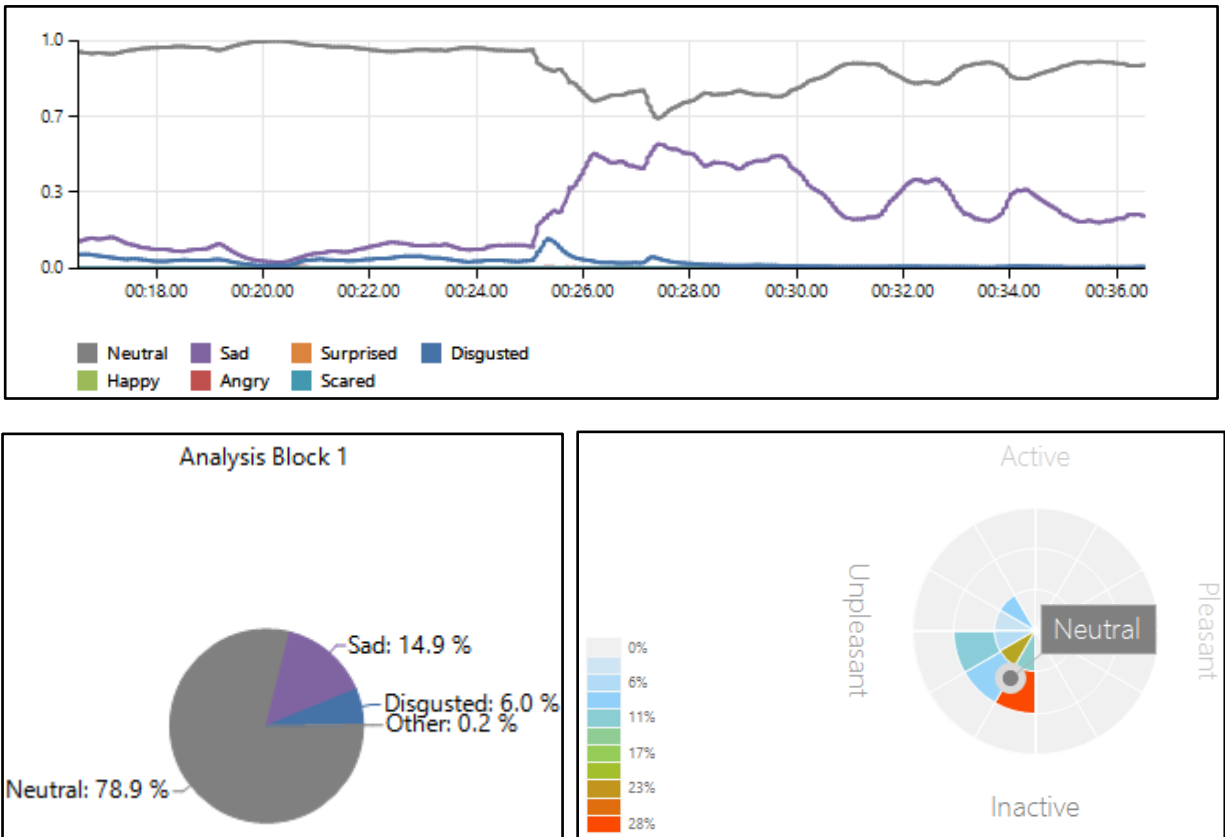 1.0
0.7
0.3
0.0
00:18.00 00:20.00 00:22.00 00:24.00 00:26.00 00:28.00 00:30.00 00:32.00 00:34.00 00:36.00
Neutral Sad Surprised Disgusted
Happy Angry Scared
Analysis Block 1
Sad: 14.9 %
Disgusted: 6.0 %
Other: 0.2 %
Neutral: 78.9 %
Active
Unpleasant
Pleasant
Neutral
0%
6%
11%
17%
23%
28%
Inactive